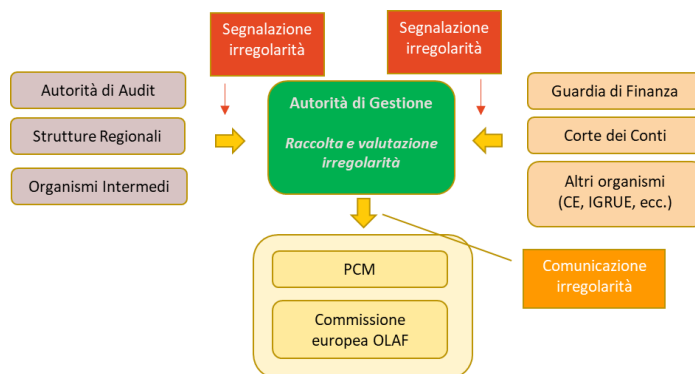 Segnalazione
irregolarità
Segnalazione
irregolarità
Autorità di Audit
Strutture Regionali
Organismi Intermedi
Autorità di Gestione
Raccolta e valutazione
irregolarità
Guardia di Finanza
Corte dei Conti
Altri organismi
(CE, IGRUE, ecc.)
PCM
Commissione
europea OLAF
Comunicazione
irregolarità